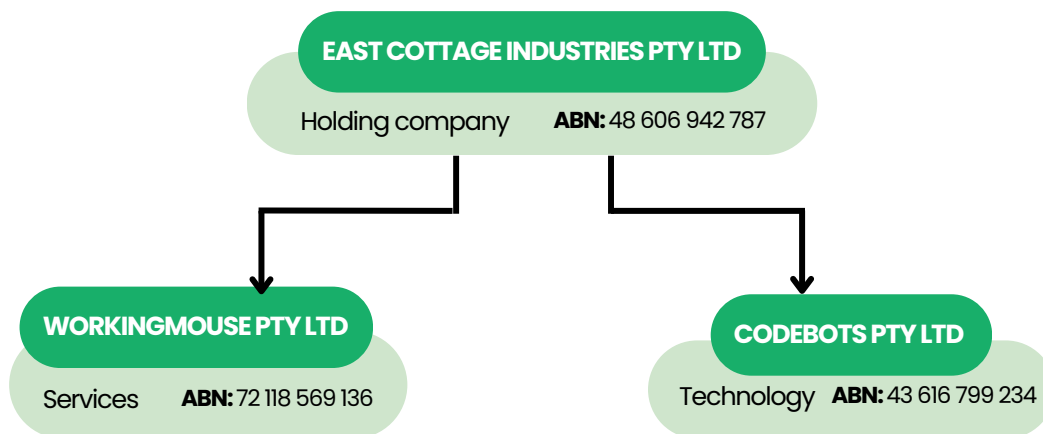 EAST COTTAGE INDUSTRIES PTY LTD
Holding company ABN: 48 606 942 787
WORKINGMOUSE PTY LTD
Services ABN: 72 118 569 136
CODEBOTS PTY LTD
Technology ABN: 43 616 799 234